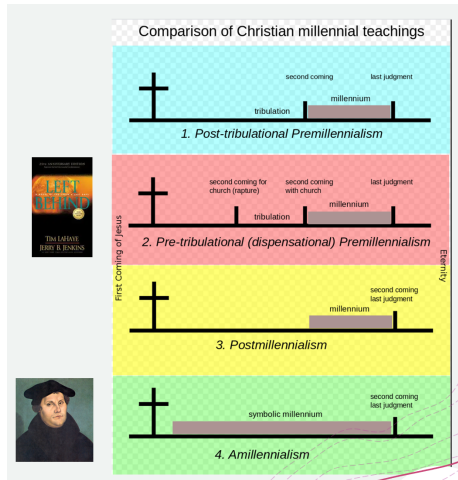 Comparison of Christian millennial teachings
second coming
last judgment
millennium
tribulation
1. Post-tribulational Premillennialism
LEFT
BEHIND
TIM LAHAYE
JERRY B. JENKINS
second coming for
church (rapture)
second coming
with church
last judgment
millennium
tribulation
2. Pre-tribulational (dispensational) Premillennialism
First Coming of Jesus
Eternity
second coming
last judgment
millennium
3. Postmillennialism
second coming
last judgment
symbolic millennium
4. Amillennialism